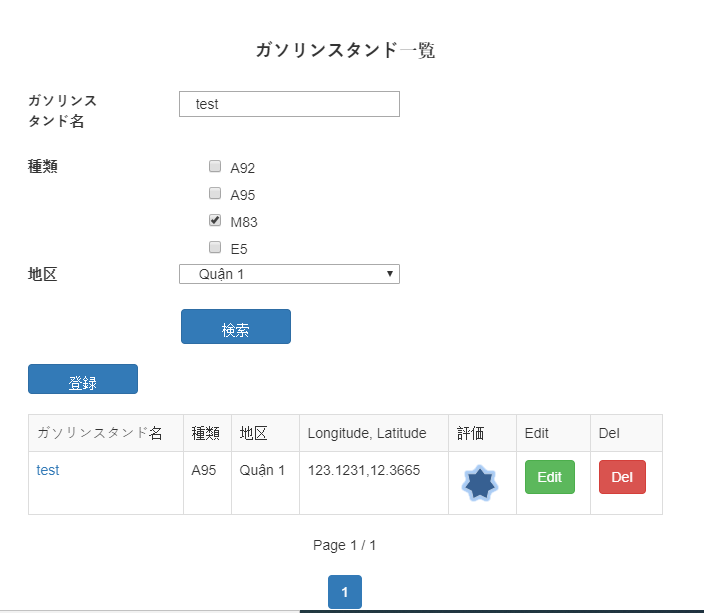 ガソリンスタンド一覧
ガソリンス
タンド名
test
種類
A92
A95
M83
E5
地区
Quận 1
検索
登録
ガソリンスタンド名 種類 地区 Longitude, Latitude 評価 Edit Del
test A95 Quận 1 123.1231,12.3665 Edit Del
Page 1 / 1
1